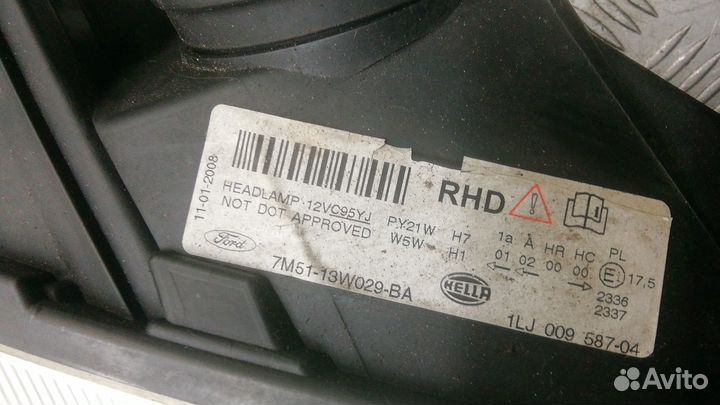 11-01-2008
HEADLAMP 12VC95YJ
NOT DOT APPROVED
PY21W H7
W5W H1
RHD
1a A HR HC PL
01 02 00 00 E1 17,5
2336
2337
Ford
7M51-13W029-BA
HELLA
1LJ 009 587-04
Avito